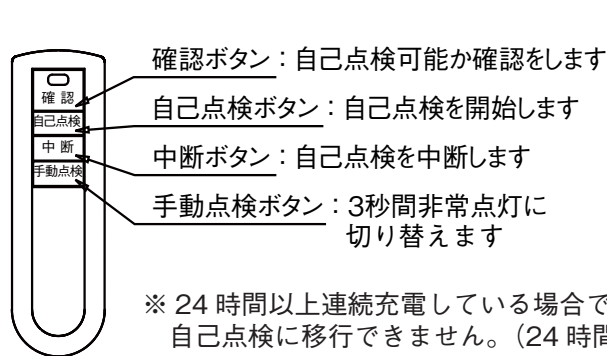 確認ボタン：自己点検可能か確認をします
確認
自己点検ボタン：自己点検を開始します
自己点検
中断ボタン：自己点検を中断します
中断
手動点検
手動点検ボタン：3秒間非常点灯に
切り替えます
※24時間以上連続充電している場合で
自己点検に移行できません。（24時間